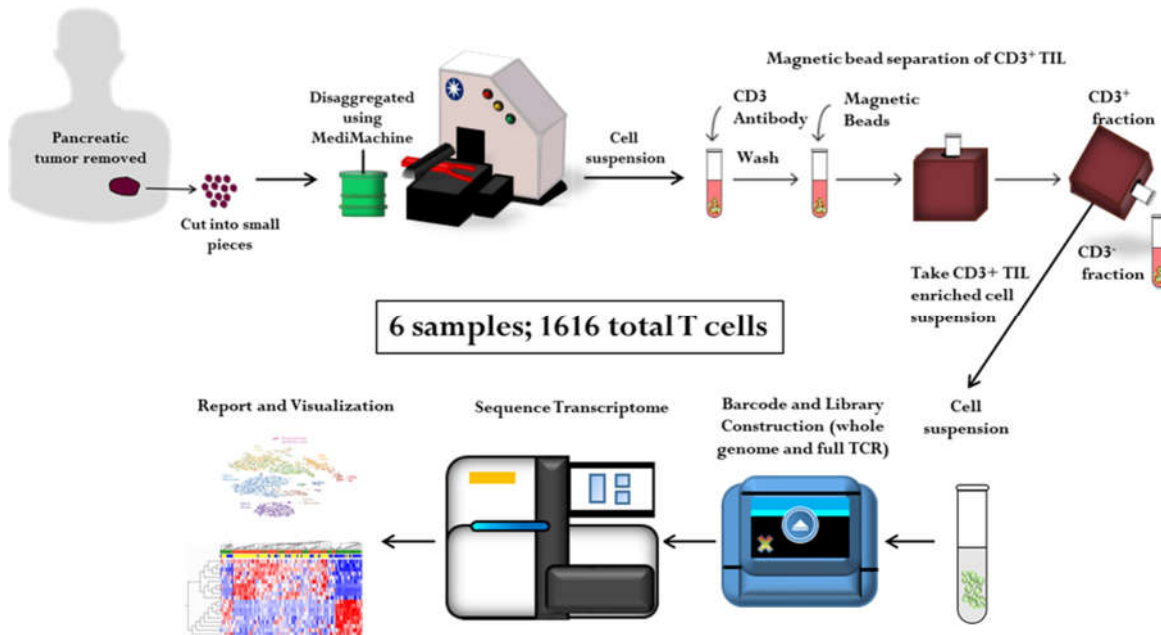 Magnetic bead separation of CD3+ TIL
Pancreatic
tumor removed
Cut into small
pieces
Disaggregated
using
MediMachine
Cell
suspension
CD3
Antibody
Wash
Magnetic
Beads
CD3+
fraction
CD3-
fraction
Take CD3+ TIL
enriched cell
suspension
6 samples; 1616 total T cells
Report and Visualization
Sequence Transcriptome
Barcode and Library
Construction (whole
genome and full TCR)
Cell
suspension